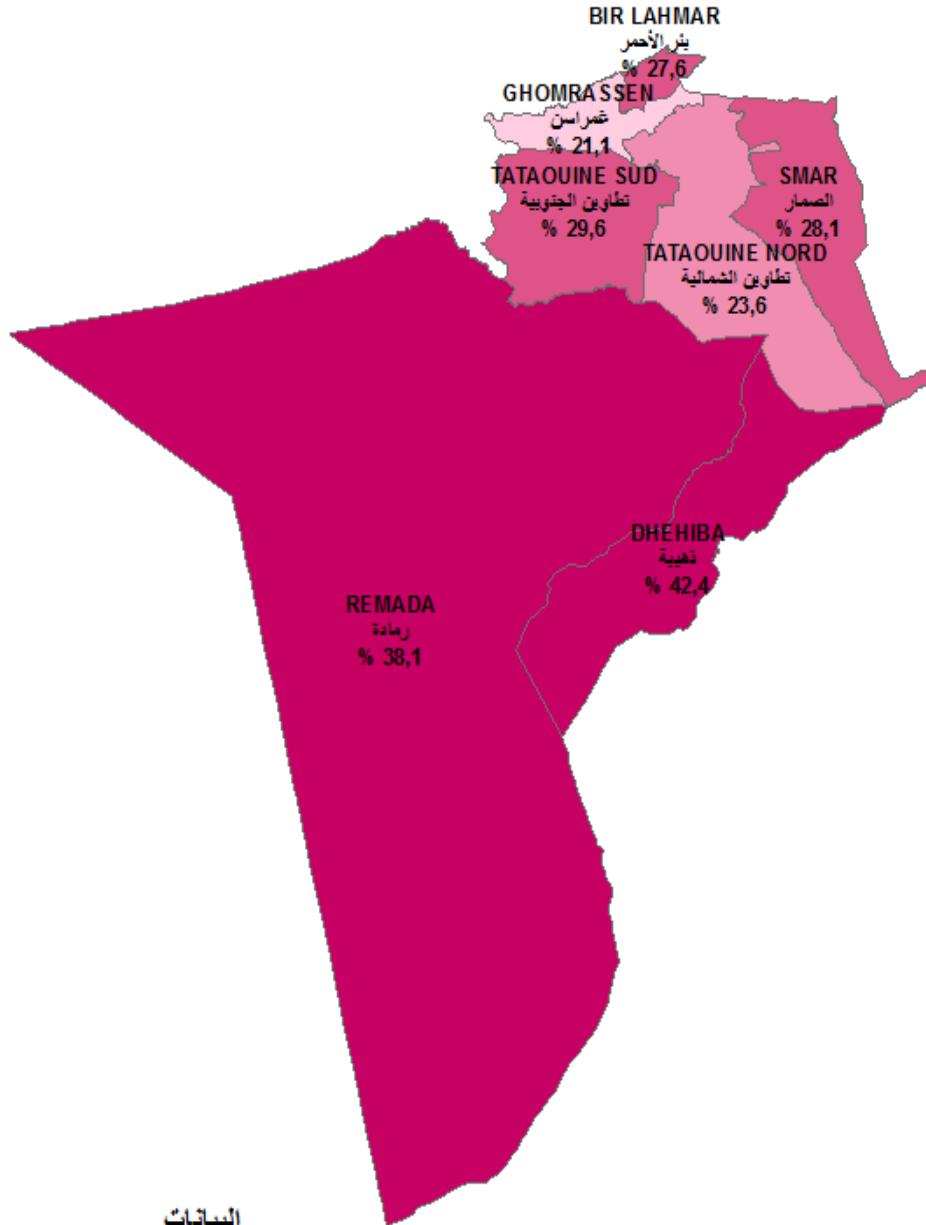 BIR LAHMAR
بئر الأحمر
% 27,6
GHOMRASSEN
غمراسن
% 21,1
TATAOUINE SUD
تطاوين الجنوبية
% 29,6
SMAR
الصمار
% 28,1
TATAOUINE NORD
تطاوين الشمالية
% 23,6
DHEHIBA
ذهيبة
% 42,4
REMADA
رمادة
% 38,1
البيانات